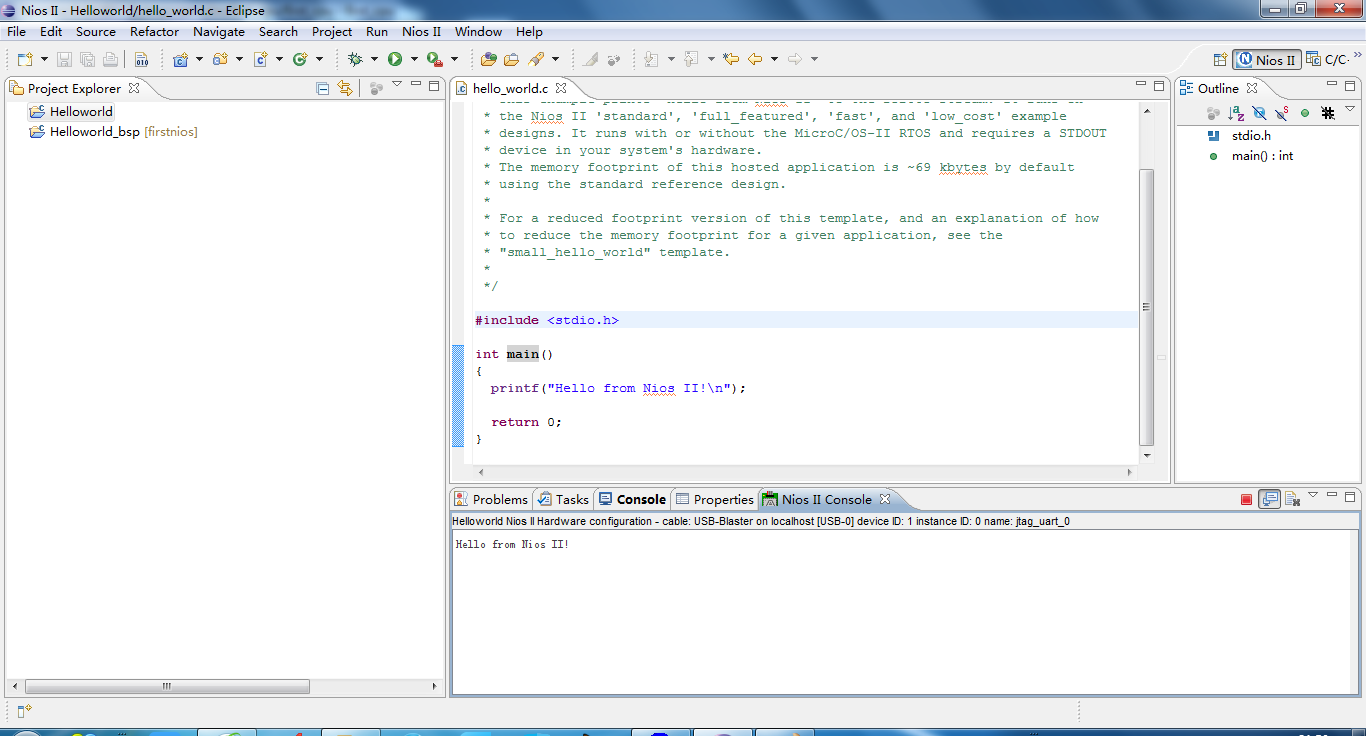 Nios II - Helloworld/hello_world.c - Eclipse
File Edit Source Refactor Navigate Search Project Run Nios II Window Help
Nios II C/C·
Project Explorer
Helloworld
Helloworld_bsp [firstnios]
hello_world.c
* the Nios II 'standard', 'full_featured', 'fast', and 'low_cost' example
* designs. It runs with or without the MicroC/OS-II RTOS and requires a STDOUT
* device in your system's hardware.
* The memory footprint of this hosted application is ~69 kbytes by default
* using the standard reference design.
*
* For a reduced footprint version of this template, and an explanation of how
* to reduce the memory footprint for a given application, see the
* "small_hello_world" template.
*
*/
#include <stdio.h>
int main()
{
printf("Hello from Nios II!\n");
return 0;
}
Outline
stdio.h
main() : int
Problems Tasks Console Properties Nios II Console
Helloworld Nios II Hardware configuration - cable: USB-Blaster on localhost [USB-0] device ID: 1 instance ID: 0 name: jtag_uart_0
Hello from Nios II!